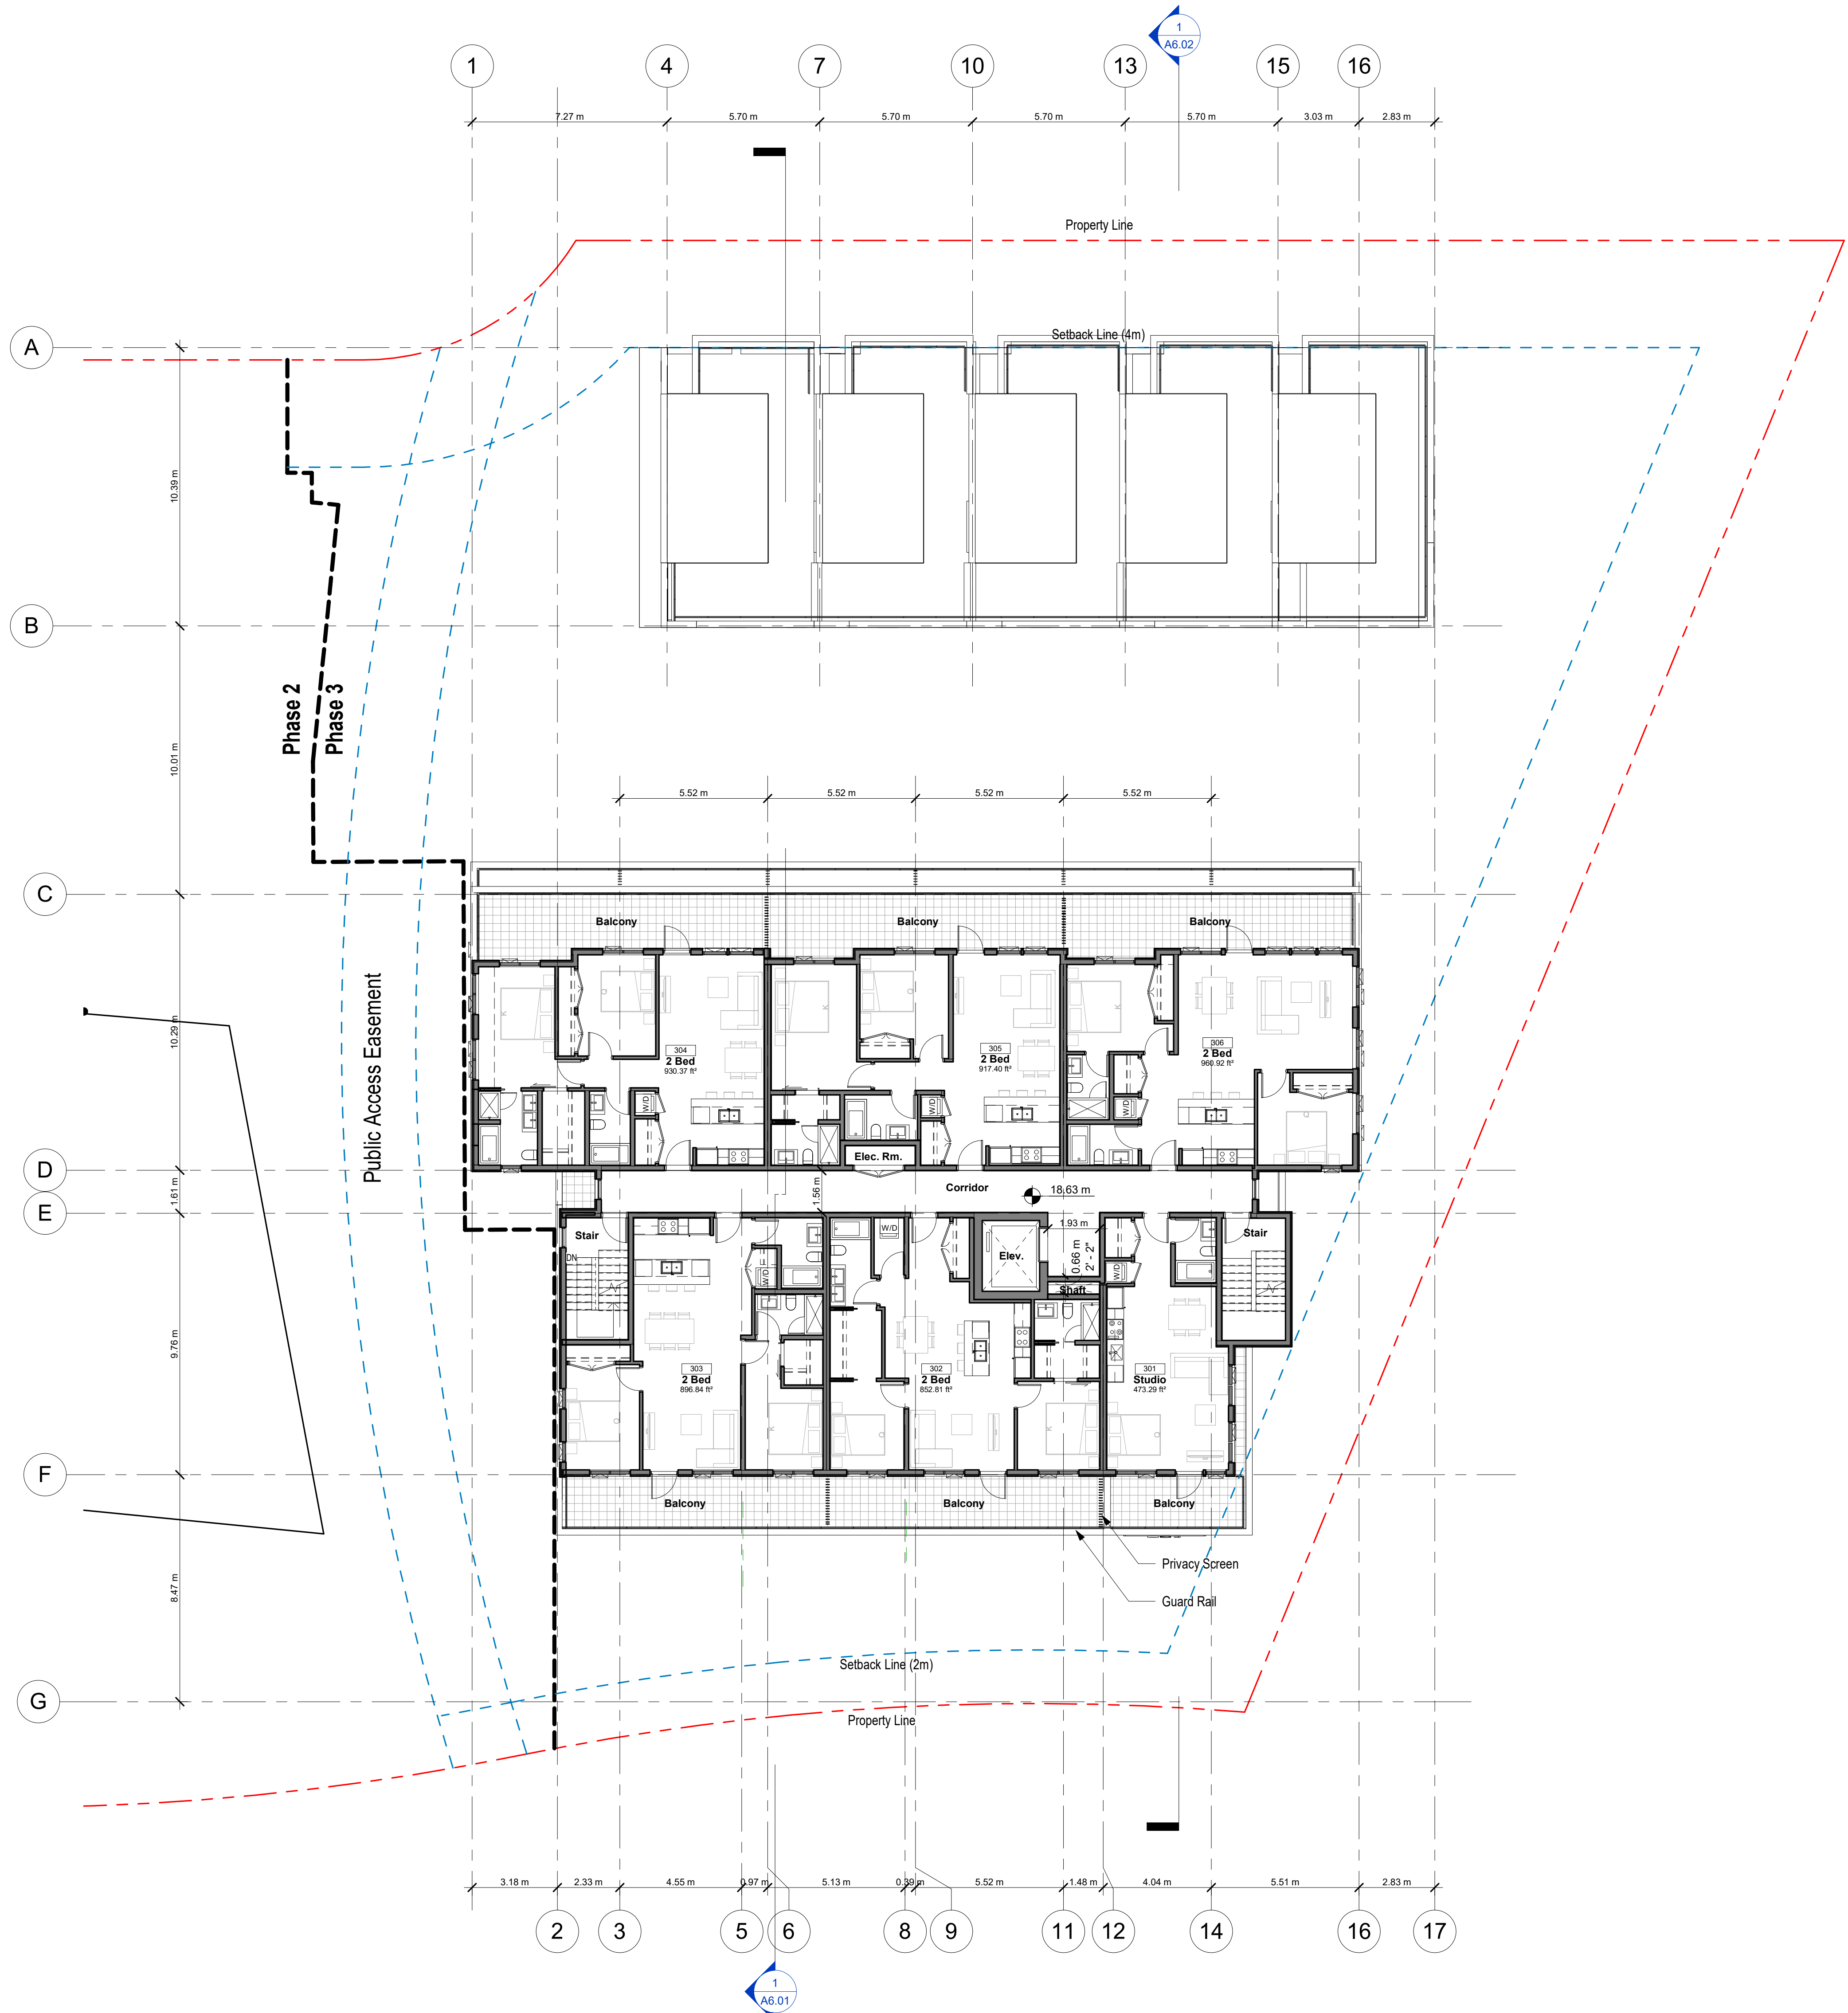 1
A6.02
1
4
7
10
13
15
16
7.27 m
5.70 m
5.70 m
5.70 m
5.70 m
3.03 m
2.83 m
Property Line
Setback Line (4m)
A
10.39 m
B
Phase 2
Phase 3
10.01 m
5.52 m
5.52 m
5.52 m
5.52 m
C
Balcony
Balcony
Balcony
Public Access Easement
10.29 m
K
Q
K
Q
K
Q
304
2 Bed
930.37 ft²
305
2 Bed
917.40 ft²
306
2 Bed
960.92 ft²
W/D
W/D
W/D
Elec. Rm.
D
1.61 m
1.56 m
Corridor
18.63 m
E
Stair
DN
W/D
W/D
Elev.
1.93 m
0.66 m
2' - 2"
Shaft
W/D
Stair
9.76 m
303
2 Bed
896.84 ft²
302
2 Bed
852.81 ft²
301
Studio
473.29 ft²
Q
K
Q
K
Q
F
Balcony
Balcony
Balcony
Privacy Screen
Guard Rail
8.47 m
Setback Line (2m)
G
Property Line
3.18 m
2.33 m
4.55 m
0.97 m
5.13 m
0.39 m
5.52 m
1.48 m
4.04 m
5.51 m
2.83 m
2
3
5
6
8
9
11
12
14
16
17
1
A6.01